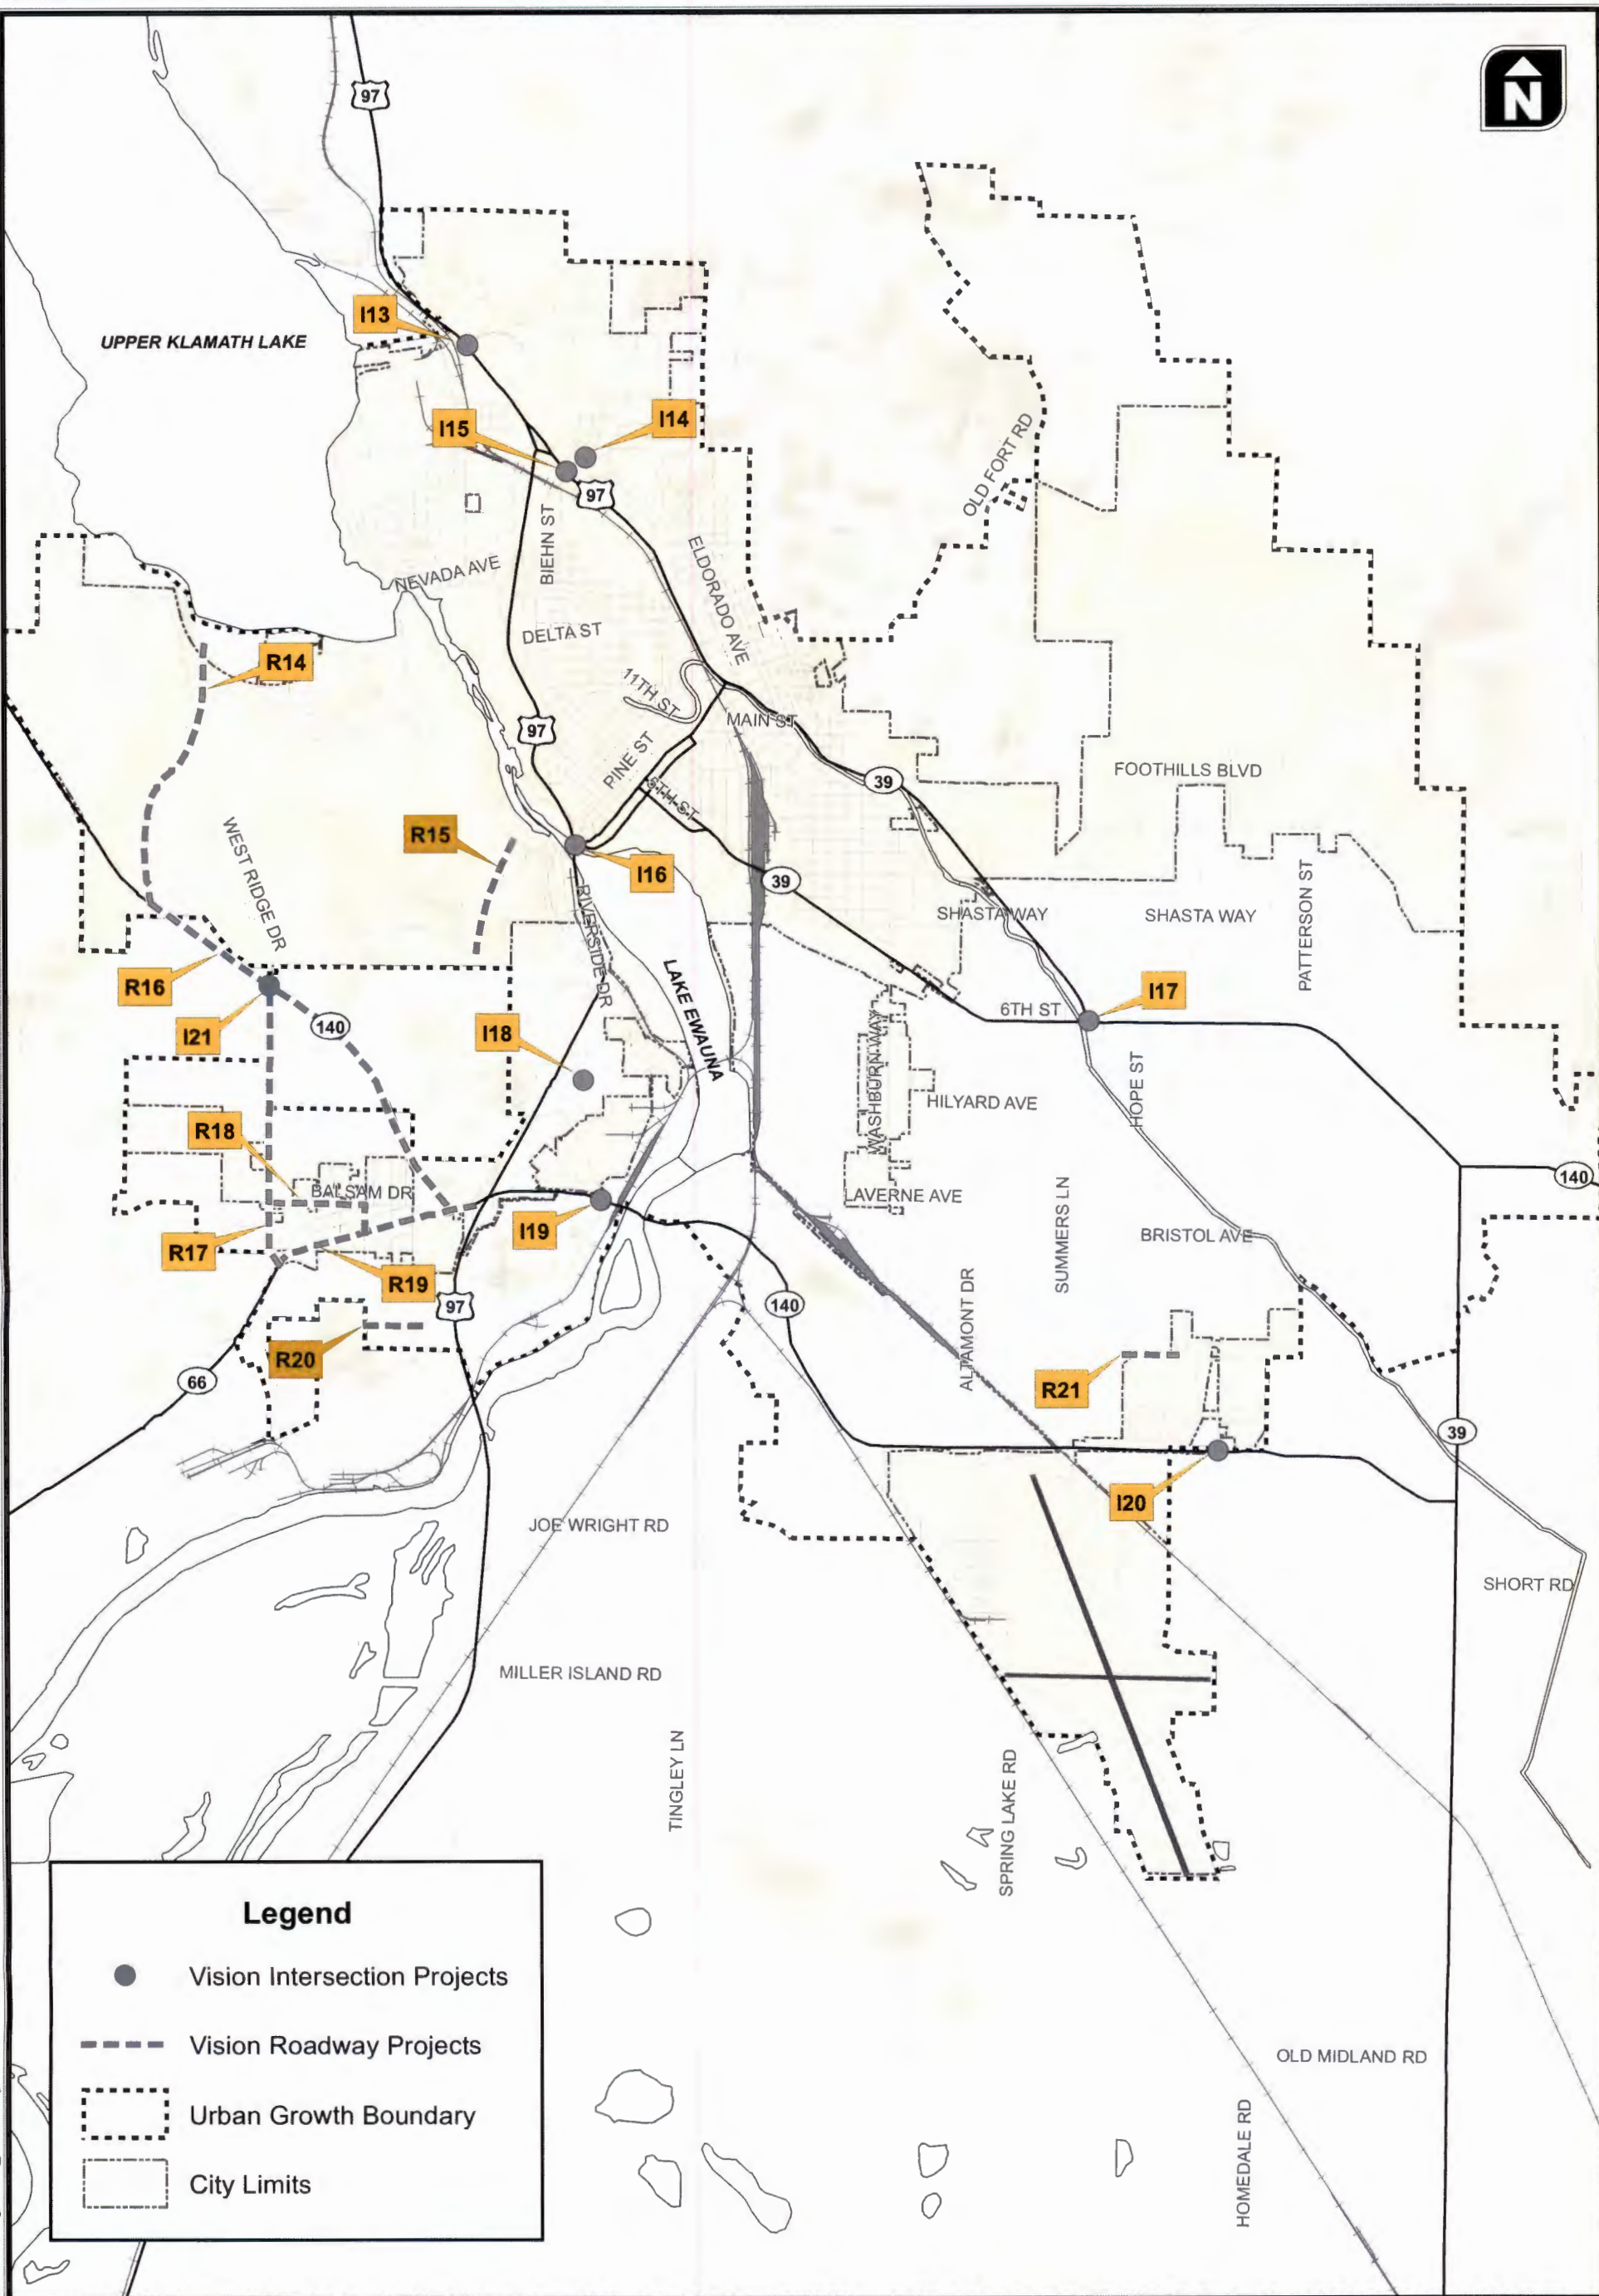 N
97
I13
UPPER KLAMATH LAKE
I14
I15
97
OLD FORT RD
BIEHN ST
ELDORADO AVE
NEVADA AVE
DELTA ST
R14
11TH ST
MAIN ST
97
PINE ST
6TH ST
39
FOOTHILLS BLVD
WEST RIDGE DR
R15
I16
39
RIVERSIDE DR
SHASTA WAY
SHASTA WAY
PATTERSON ST
R16
LAKE EWAUNA
I17
6TH ST
I21
140
I18
WASHBURN WAY
HILYARD AVE
HOPE ST
R18
BALSAM DR
140
LAVERNE AVE
SUMMERS LN
BRISTOL AVE
R17
I19
R19
97
140
ALTAMONT DR
R20
66
R21
39
I20
JOE WRIGHT RD
SHORT RD
MILLER ISLAND RD
TINGLEY LN
SPRING LAKE RD
OLD MIDLAND RD
HOMEDALE RD
Legend
Vision Intersection Projects
Vision Roadway Projects
Urban Growth Boundary
City Limits